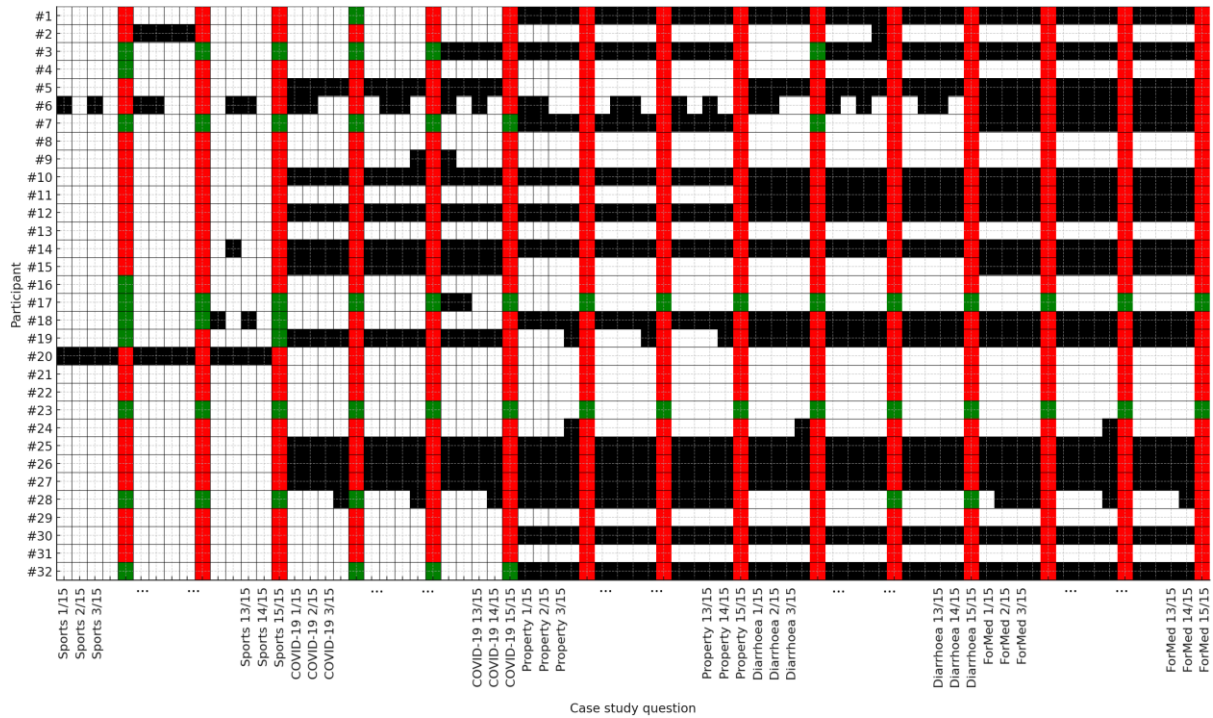 #1
#2
#3
#4
#5
#6
#7
#8
#9
#10
#11
#12
#13
#14
#15
#16
#17
#18
#19
#20
#21
#22
#23
#24
#25
#26
#27
#28
#29
#30
#31
#32
Participant
Sports 1/15
Sports 2/15
Sports 3/15
...
Sports 13/15
Sports 14/15
Sports 15/15
COVID-19 1/15
COVID-19 2/15
COVID-19 3/15
...
...
COVID-19 13/15
COVID-19 14/15
COVID-19 15/15
Property 1/15
Property 2/15
Property 3/15
...
...
Property 13/15
Property 14/15
Property 15/15
Diarrhoea 1/15
Diarrhoea 2/15
Diarrhoea 3/15
...
...
Diarrhoea 13/15
Diarrhoea 14/15
Diarrhoea 15/15
ForMed 1/15
ForMed 2/15
ForMed 3/15
...
...
ForMed 13/15
ForMed 14/15
ForMed 15/15
Case study question